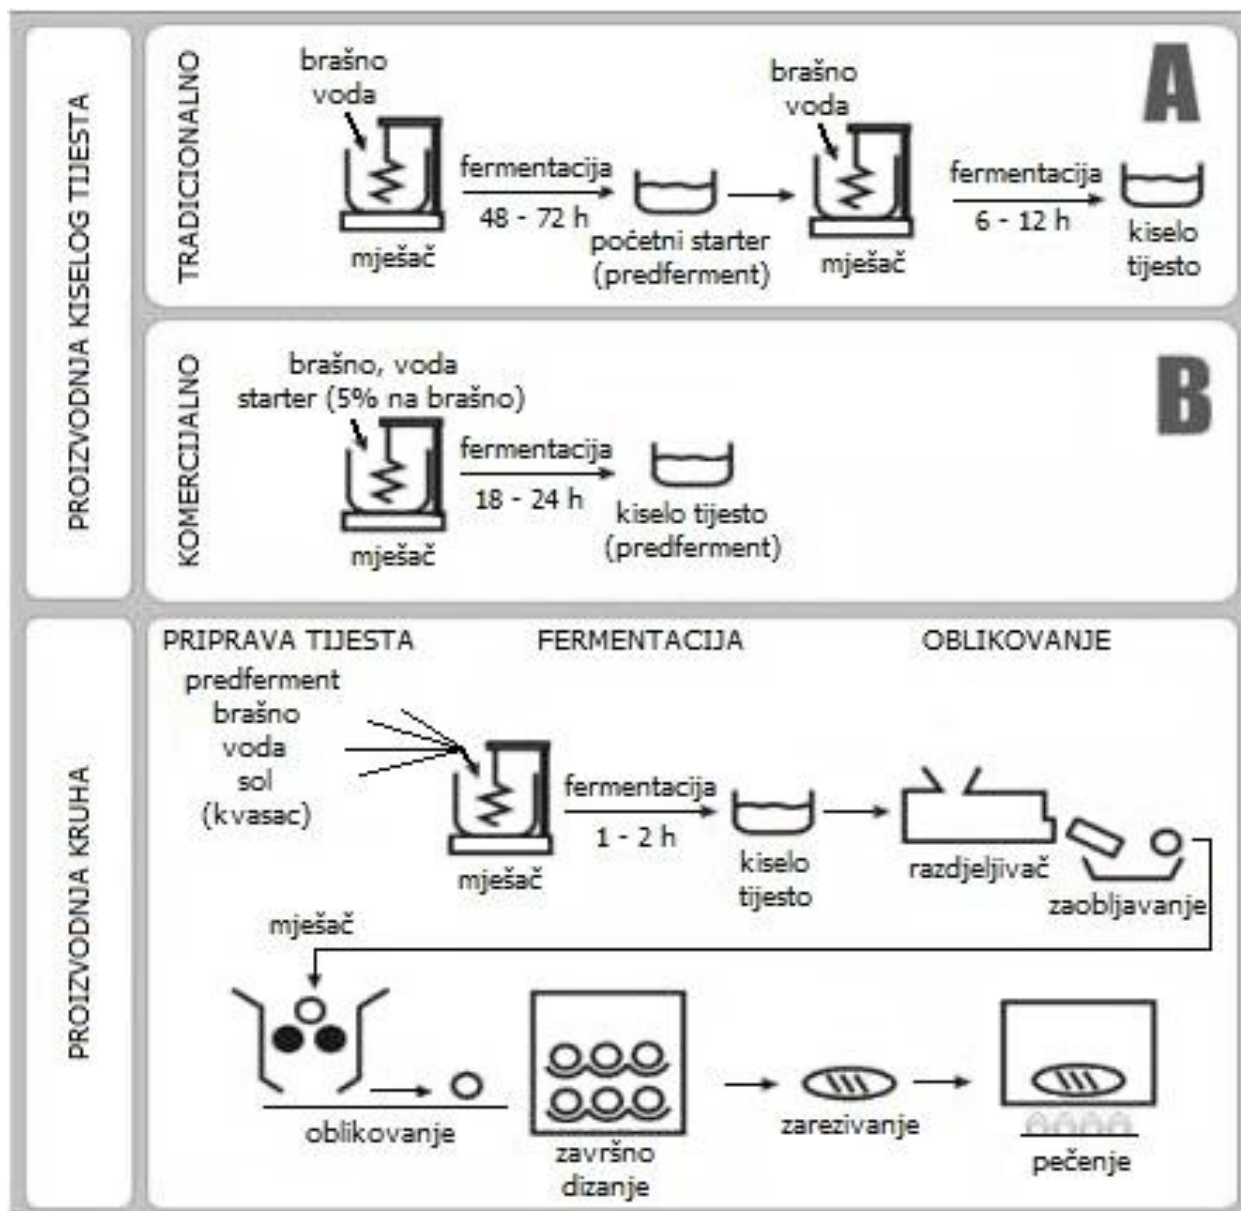 PROIZVODNJA KISELOG TIJESTA
TRADICIONALNO
A
brašno
voda
mješač
fermentacija
48 - 72 h
početni starter
(predferment)
brašno
voda
mješač
fermentacija
6 - 12 h
kiselo
tijesto
KOMERCIJALNO
B
brašno, voda
starter (5% na brašno)
mješač
fermentacija
18 - 24 h
kiselo tijesto
(predferment)
PROIZVODNJA KRUHA
PRIPRAVA TIJESTA
FERMENTACIJA
OBLIKOVANJE
predferment
brašno
voda
sol
(kvasac)
mješač
fermentacija
1 - 2 h
kiselo
tijesto
razdjeljivač
zaobljavanje
mješač
oblikovanje
završno
dizanje
zarezivanje
pečenje